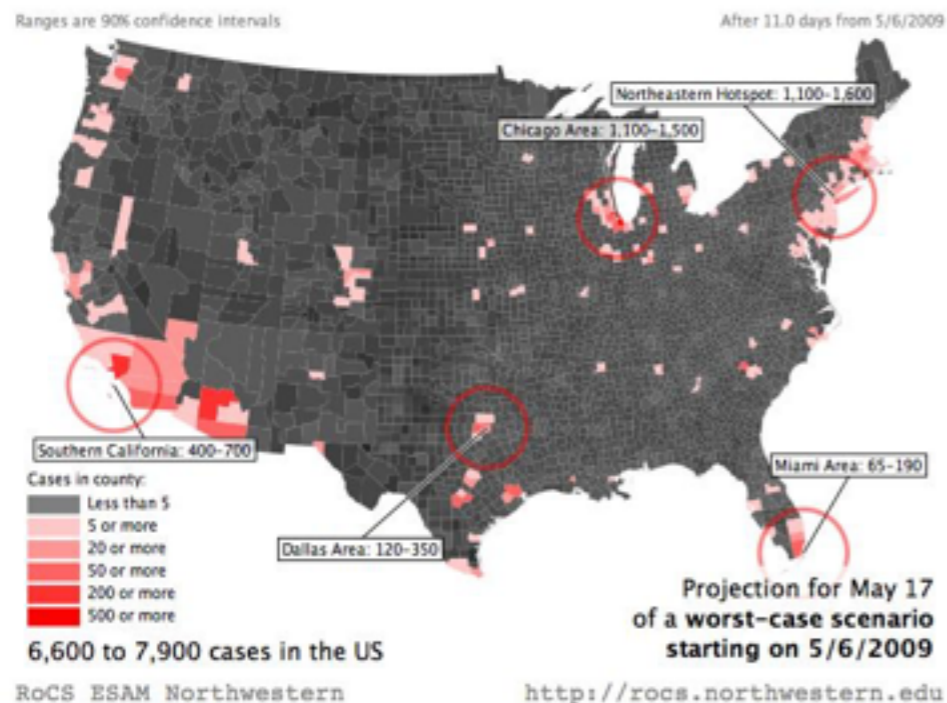 Ranges are 90% confidence intervals
After 11.0 days from 5/6/2009
Northeastern Hotspot: 1,100–1,600
Chicago Area: 1,100–1,500
Southern California: 400–700
Miami Area: 65–190
Dallas Area: 120–350
Cases in county:
Less than 5
5 or more
20 or more
50 or more
200 or more
500 or more
6,600 to 7,900 cases in the US
Projection for May 17
of a worst-case scenario
starting on 5/6/2009
RoCS ESAM Northwestern
http://rocs.northwestern.edu